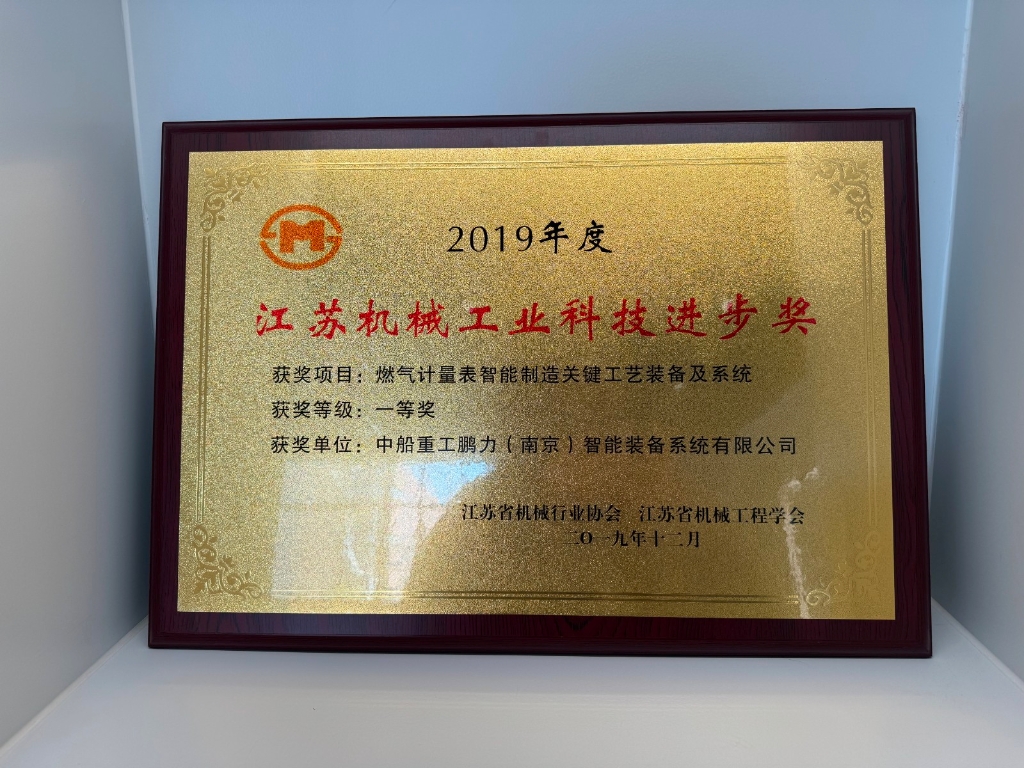 2019年度
江苏机械工业科技进步奖
获奖项目：燃气计量表智能制造关键工艺装备及系统
获奖等级：一等奖
获奖单位：中船重工鹏力（南京）智能装备系统有限公司
江苏省机械行业协会 江苏省机械工程学会
二〇一九年十二月